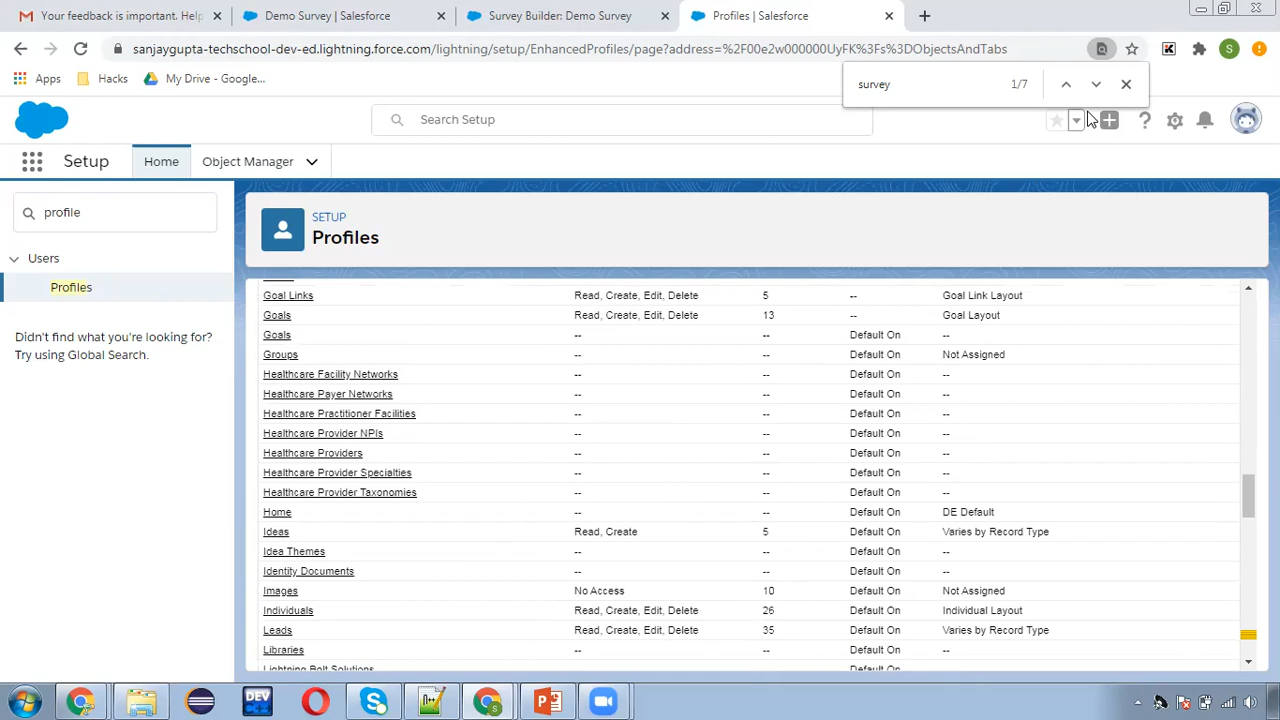 Your feedback is important. Help
Demo Survey | Salesforce
Survey Builder: Demo Survey
Profiles | Salesforce
sanjaygupta-techschool-dev-ed.lightning.force.com/lightning/setup/EnhancedProfiles/page?address=%2F00e2w000000UyFK%3Fs%3DObjectsAndTabs
Apps
Hacks
My Drive - Google...
survey
1/7
Search Setup
Setup
Home
Object Manager
profile
Users
Profiles
Didn't find what you're looking for?
Try using Global Search.
SETUP
Profiles
Goal Links Read, Create, Edit, Delete 5 -- Goal Link Layout
Goals Read, Create, Edit, Delete 13 -- Goal Layout
Goals -- -- Default On --
Groups -- -- Default On Not Assigned
Healthcare Facility Networks -- -- Default On --
Healthcare Payer Networks -- -- Default On --
Healthcare Practitioner Facilities -- -- Default On --
Healthcare Provider NPIs -- -- Default On --
Healthcare Providers -- -- Default On --
Healthcare Provider Specialties -- -- Default On --
Healthcare Provider Taxonomies -- -- Default On --
Home -- -- Default On DE Default
Ideas Read, Create 5 Default On Varies by Record Type
Idea Themes -- -- Default On --
Identity Documents -- -- Default On --
Images No Access 10 Default On Not Assigned
Individuals Read, Create, Edit, Delete 26 Default On Individual Layout
Leads Read, Create, Edit, Delete 35 Default On Varies by Record Type
Libraries -- -- Default On --
Lightning Bolt Solutions -- -- Default On --
DEV